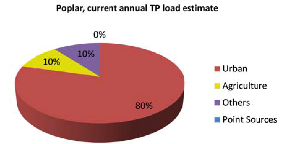 Poplar, current annual TP load estimate
0%
10%
10%
80%
Urban
Agriculture
Others
Point Sources